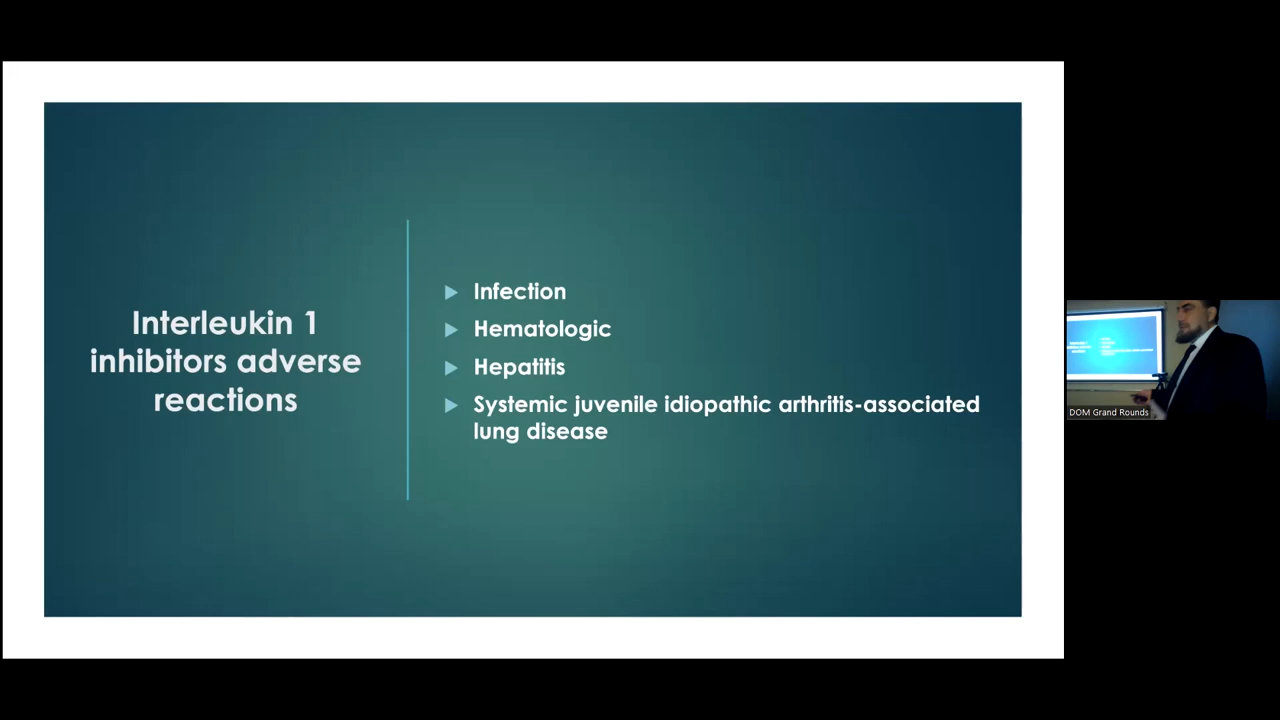 Interleukin 1
inhibitors adverse
reactions
Infection
Hematologic
Hepatitis
Systemic juvenile idiopathic arthritis-associated
lung disease
DOM Grand Rounds